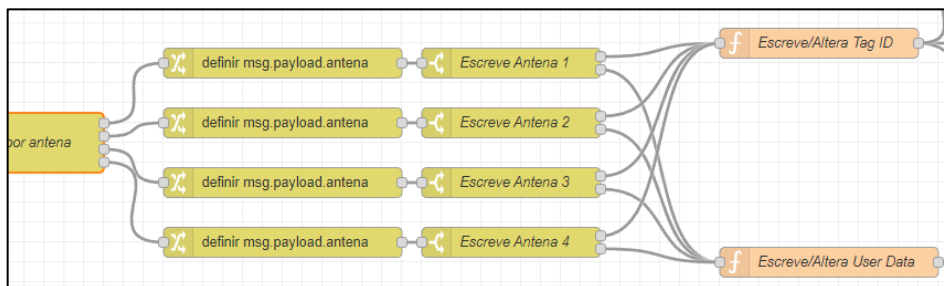 por antena
definir msg.payload.antena
Escreve Antena 1
definir msg.payload.antena
Escreve Antena 2
definir msg.payload.antena
Escreve Antena 3
definir msg.payload.antena
Escreve Antena 4
Escreve/Altera Tag ID
Escreve/Altera User Data